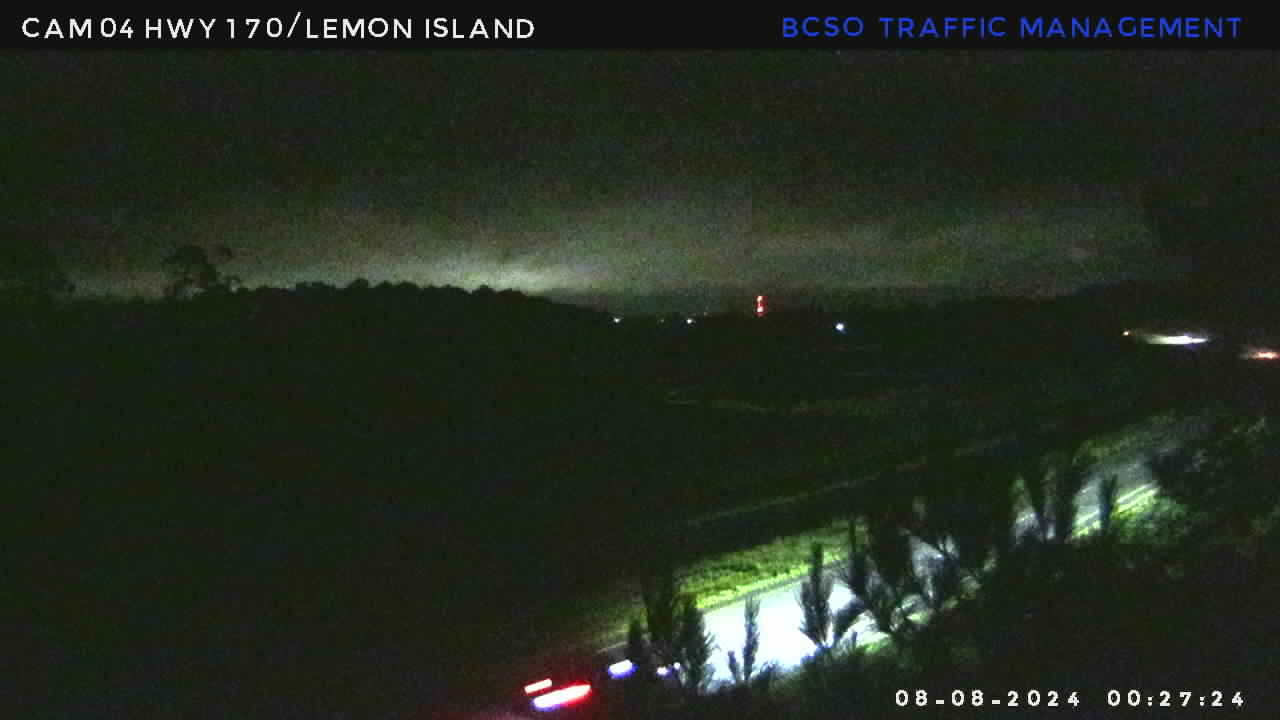 CAM04 HWY 170/LEMON ISLAND
BCSO TRAFFIC MANAGEMENT
08-08-2024 00:27:24